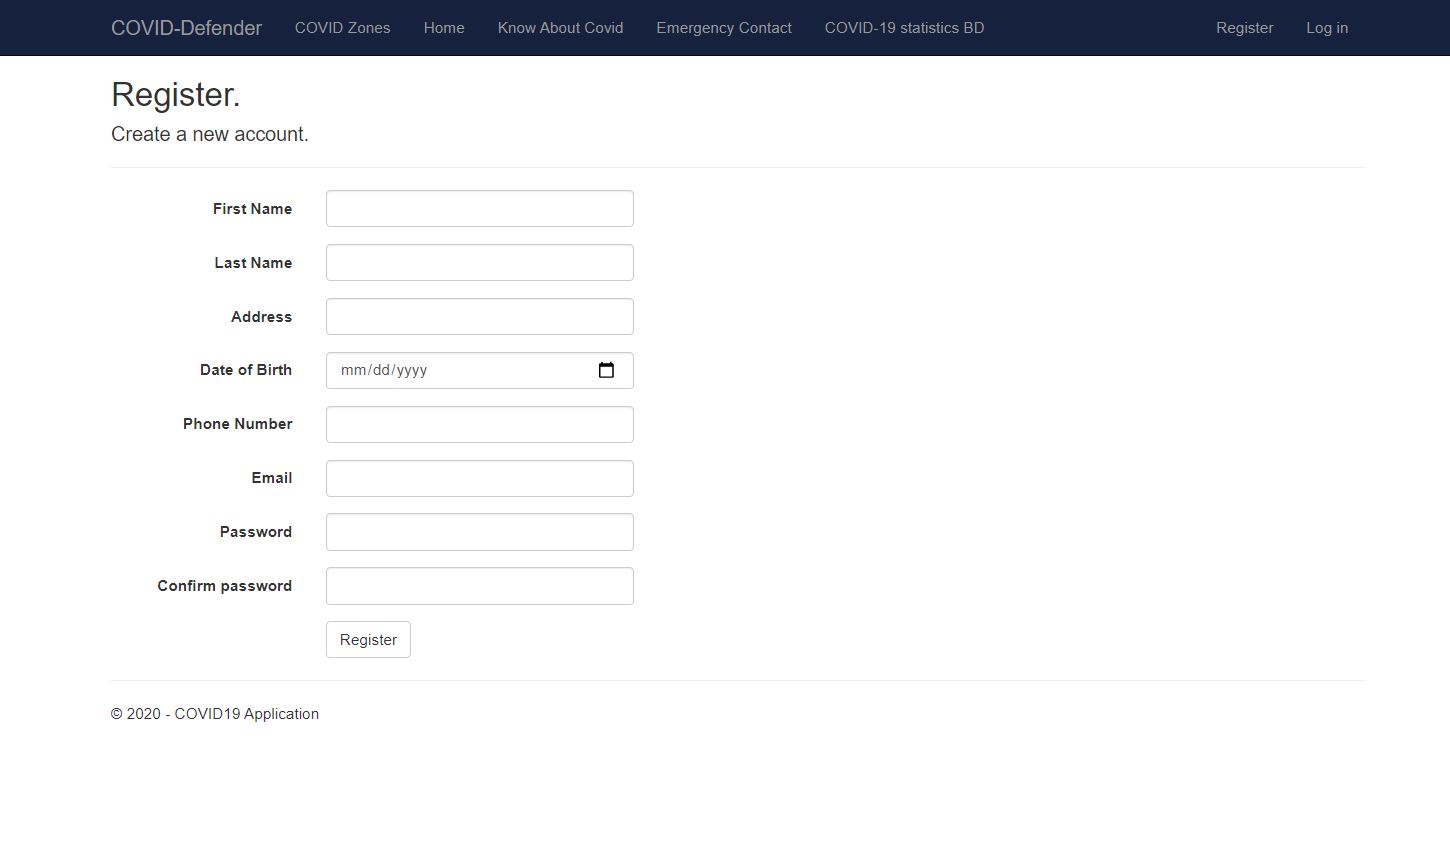 COVID-Defender COVID Zones Home Know About Covid Emergency Contact COVID-19 statistics BD Register Log in
Register.
Create a new account.
First Name
Last Name
Address
Date of Birth mm/dd/yyyy
Phone Number
Email
Password
Confirm password
Register
© 2020 - COVID19 Application